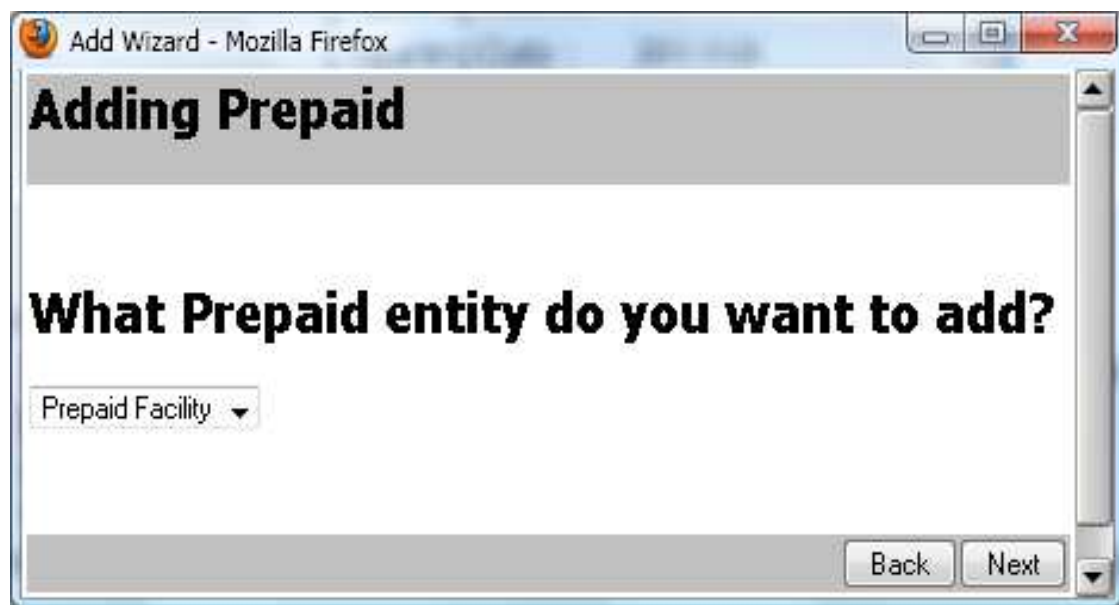 Add Wizard - Mozilla Firefox
Adding Prepaid
What Prepaid entity do you want to add?
Prepaid Facility
Back Next